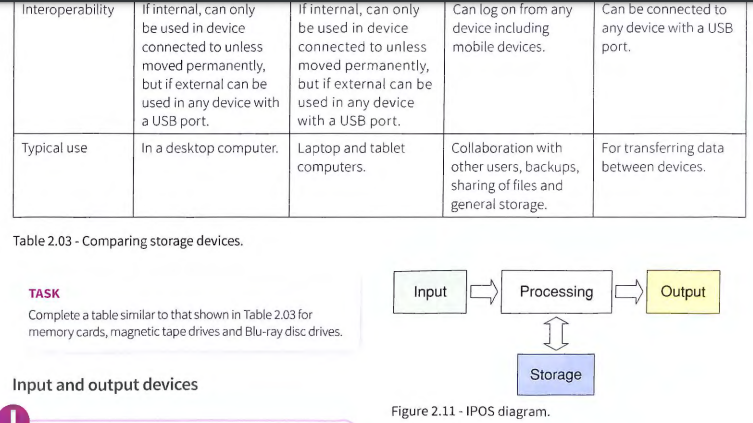 Interoperability
If internal, can only
be used in device
connected to unless
moved permanently,
but if external can be
used in any device with
a USB port.
If internal, can only
be used in device
connected to unless
moved permanently,
but if external can be
used in any device
with a USB port.
Can log on from any
device including
mobile devices.
Can be connected to
any device with a USB
port.
Typical use
In a desktop computer.
Laptop and tablet
computers.
Collaboration with
other users, backups,
sharing of files and
general storage.
For transferring data
between devices.
Table 2.03 - Comparing storage devices.
TASK
Complete a table similar to that shown in Table 2.03 for
memory cards, magnetic tape drives and Blu-ray disc drives.
Input and output devices
Input
Processing
Output
Storage
Figure 2.11 - IPOS diagram.